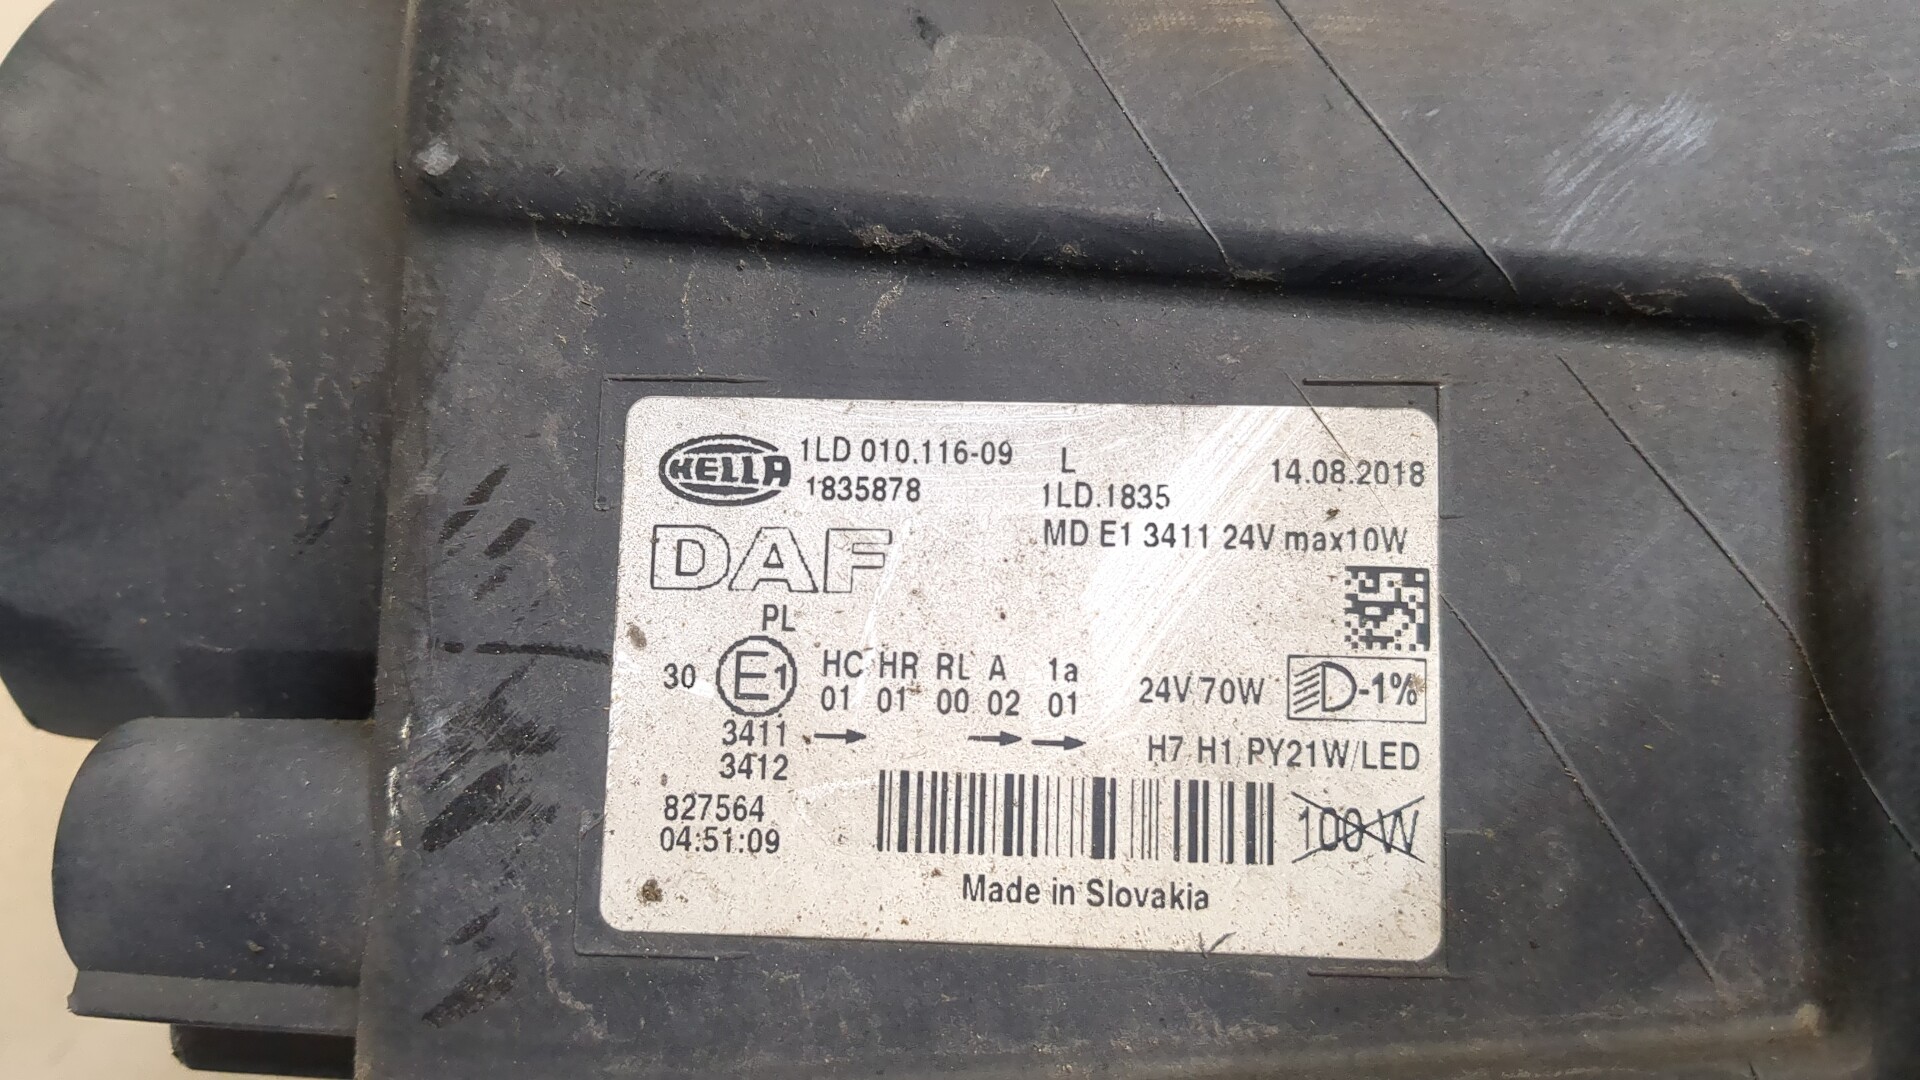 HELLA 1LD 010.116-09 L 14.08.2018
1835878 1LD.1835
DAF MD E1 3411 24V max10W
PL
30 E1 HC HR RL A 1a 24V 70W -1%
01 01 00 02 01
3411 → → → H7 H1 PY21W/LED
3412
827564 100 W
04:51:09
Made in Slovakia